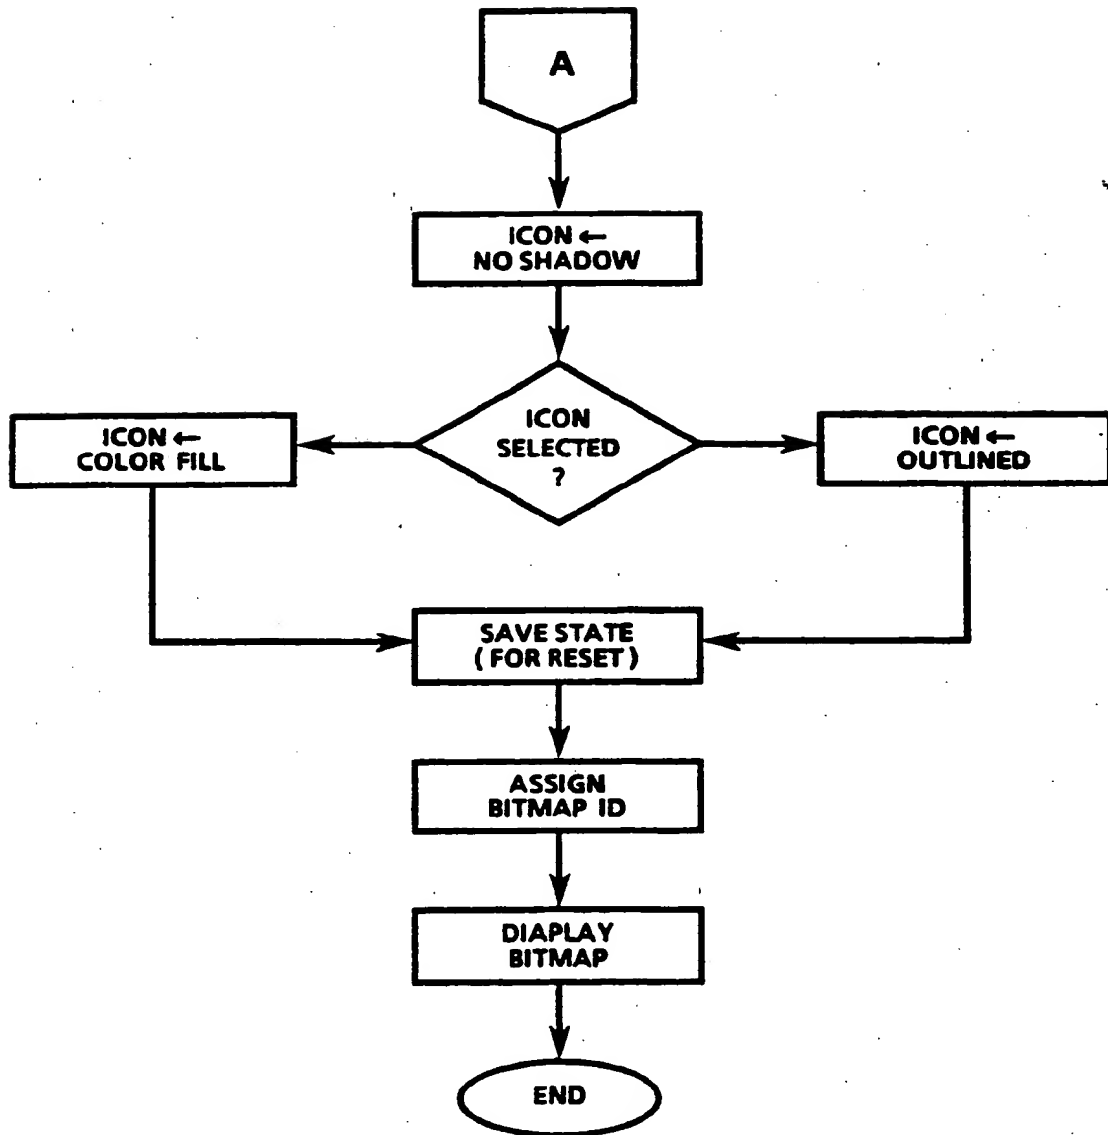 A
ICON ←
NO SHADOW
ICON
SELECTED
?
ICON ←
COLOR FILL
ICON ←
OUTLINED
SAVE STATE
( FOR RESET )
ASSIGN
BITMAP ID
DIAPLAY
BITMAP
END